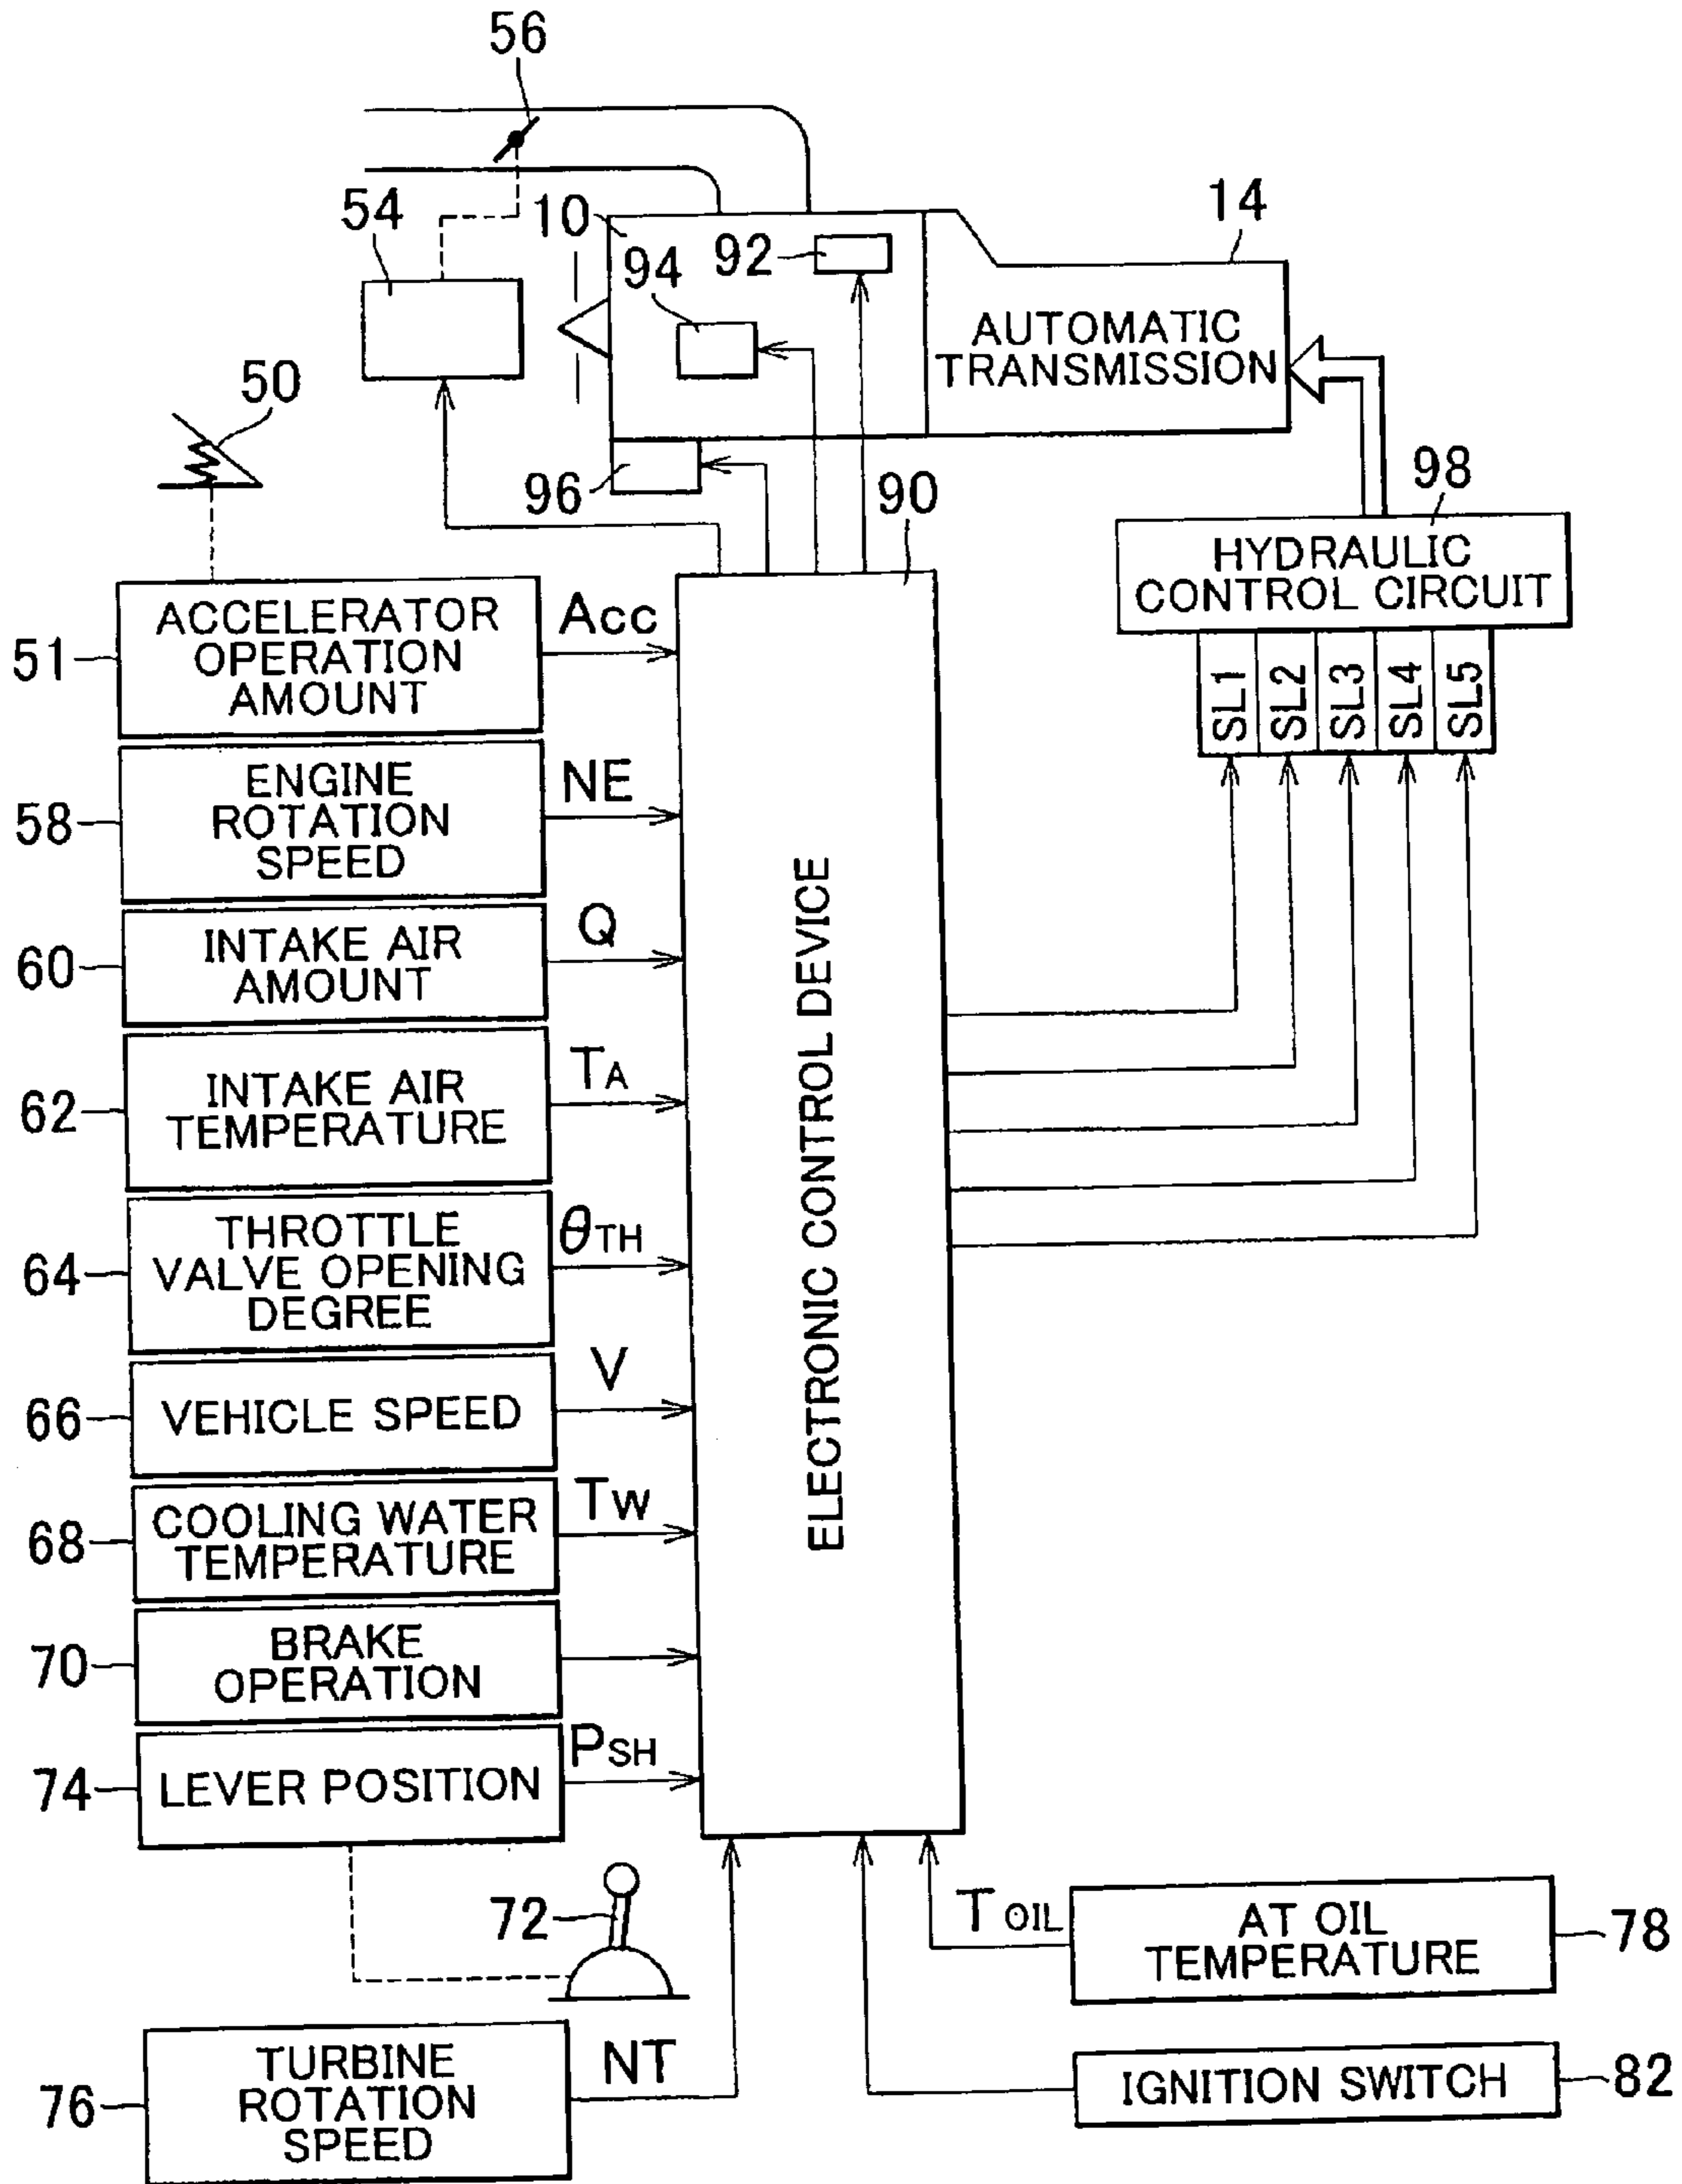 56
54
10
92
94
14
AUTOMATIC
TRANSMISSION
50
96
90
98
HYDRAULIC
CONTROL CIRCUIT
SL1
SL2
SL3
SL4
SL5
51
ACCELERATOR
OPERATION
AMOUNT
Acc
58
ENGINE
ROTATION
SPEED
NE
60
INTAKE AIR
AMOUNT
Q
62
INTAKE AIR
TEMPERATURE
TA
64
THROTTLE
VALVE OPENING
DEGREE
θTH
66
VEHICLE SPEED
V
68
COOLING WATER
TEMPERATURE
Tw
70
BRAKE
OPERATION
74
LEVER POSITION
PSH
ELECTRONIC CONTROL DEVICE
72
76
TURBINE
ROTATION
SPEED
NT
TOIL
AT OIL
TEMPERATURE
78
IGNITION SWITCH
82